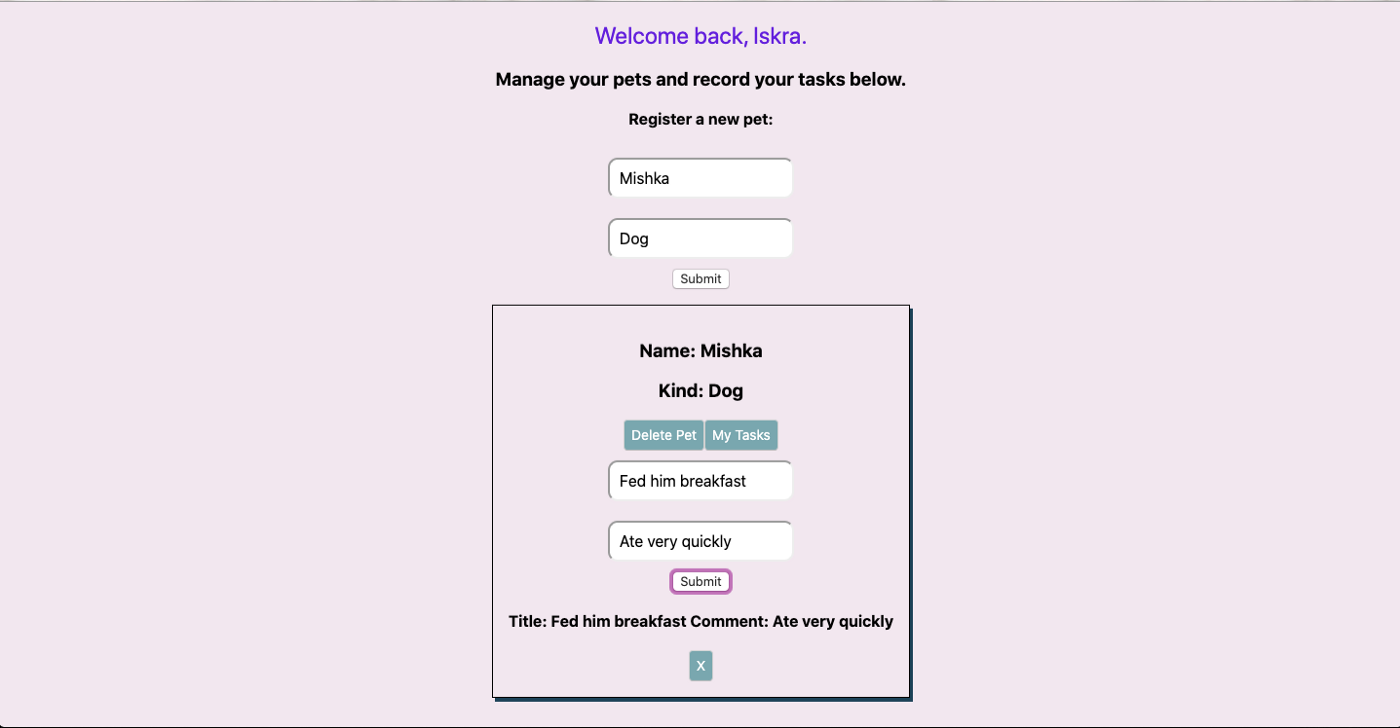 Welcome back, Iskra.
Manage your pets and record your tasks below.
Register a new pet:
Mishka
Dog
Submit
Name: Mishka
Kind: Dog
Delete Pet My Tasks
Fed him breakfast
Ate very quickly
Submit
Title: Fed him breakfast Comment: Ate very quickly
X